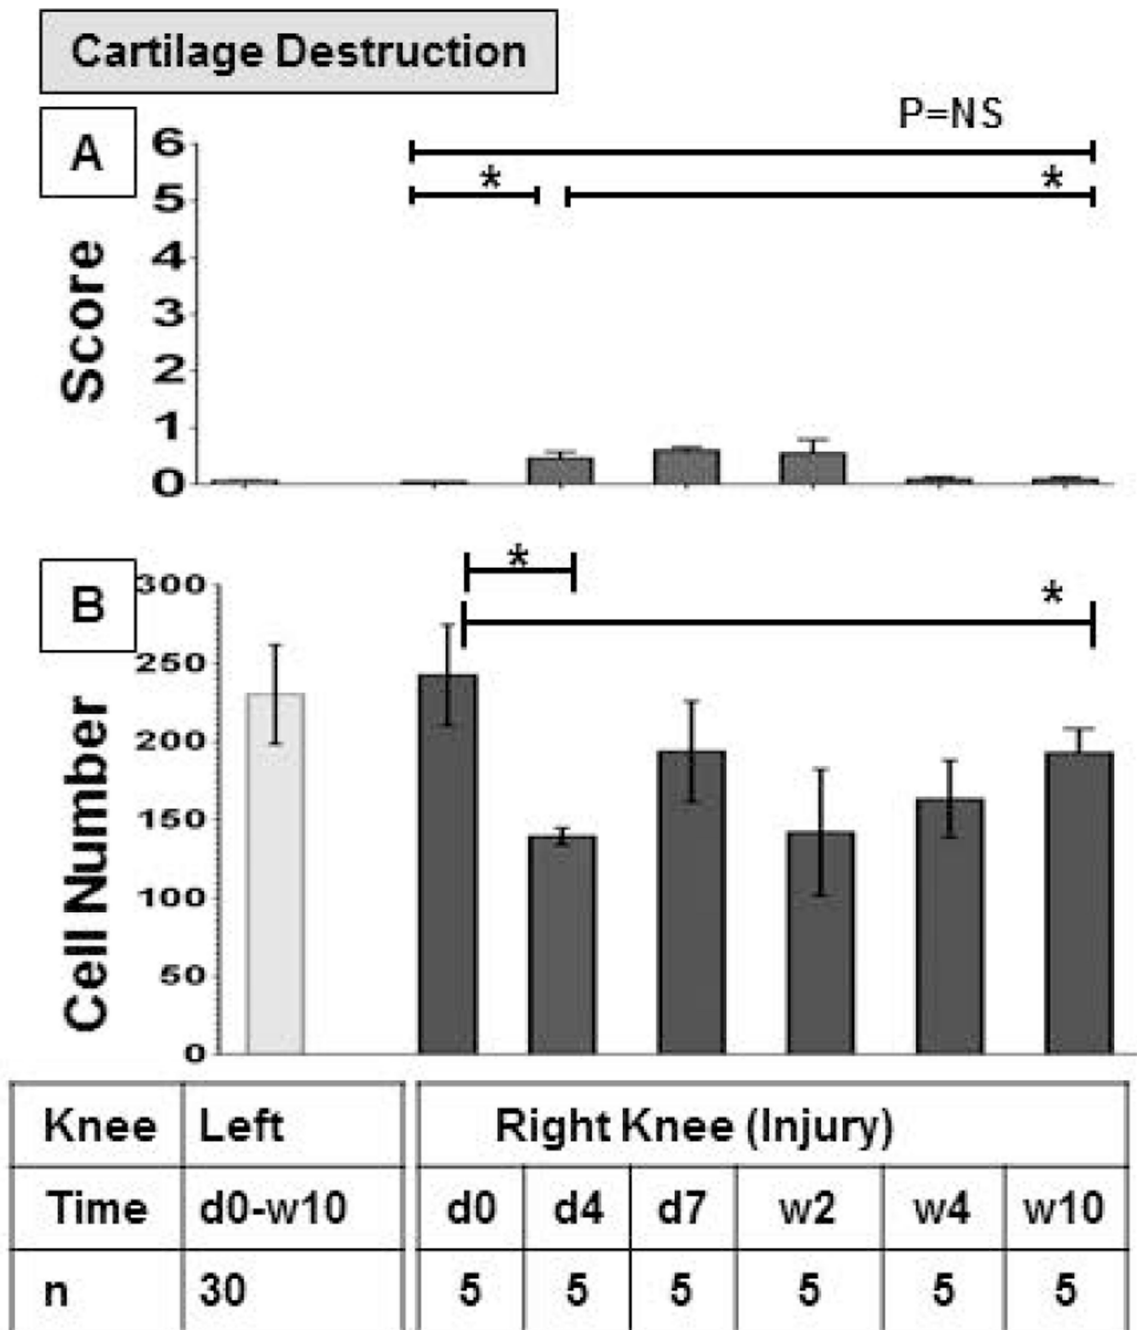 Cartilage Destruction
A
Score
6
5
4
3
2
1
0
P=NS
*
*
B
Cell Number
300
250
200
150
100
50
0
*
*
Knee Left Right Knee (Injury)
Time d0-w10 d0 d4 d7 w2 w4 w10
n 30 5 5 5 5 5 5